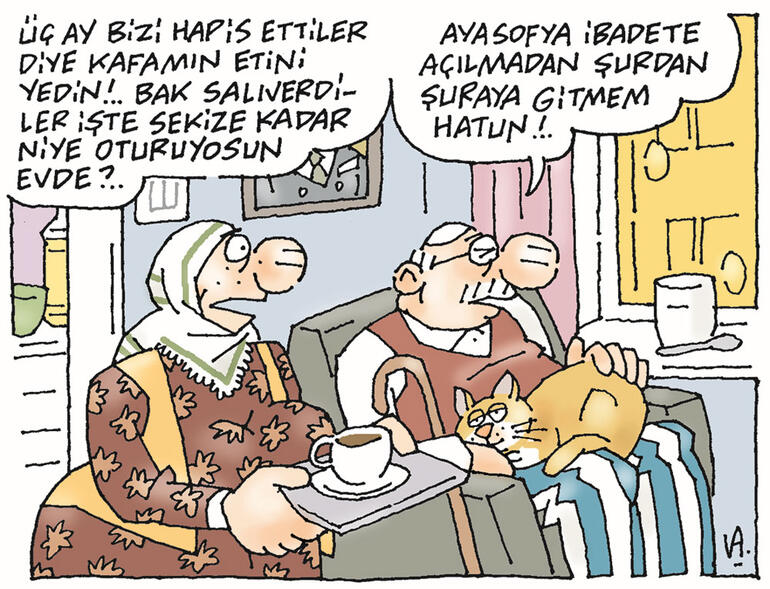 ÜÇ AY BİZİ HAPİS ETTİLER
DİYE KAFAMIN ETİNİ
YEDİN!.. BAK SALIVERDİ-
LER İŞTE SEKİZE KADAR
NİYE OTURUYOSUN
EVDE?..
AYASOFYA İBADETE
AÇILMADAN ŞURDAN
ŞURAYA GİTMEM
HATUN!..